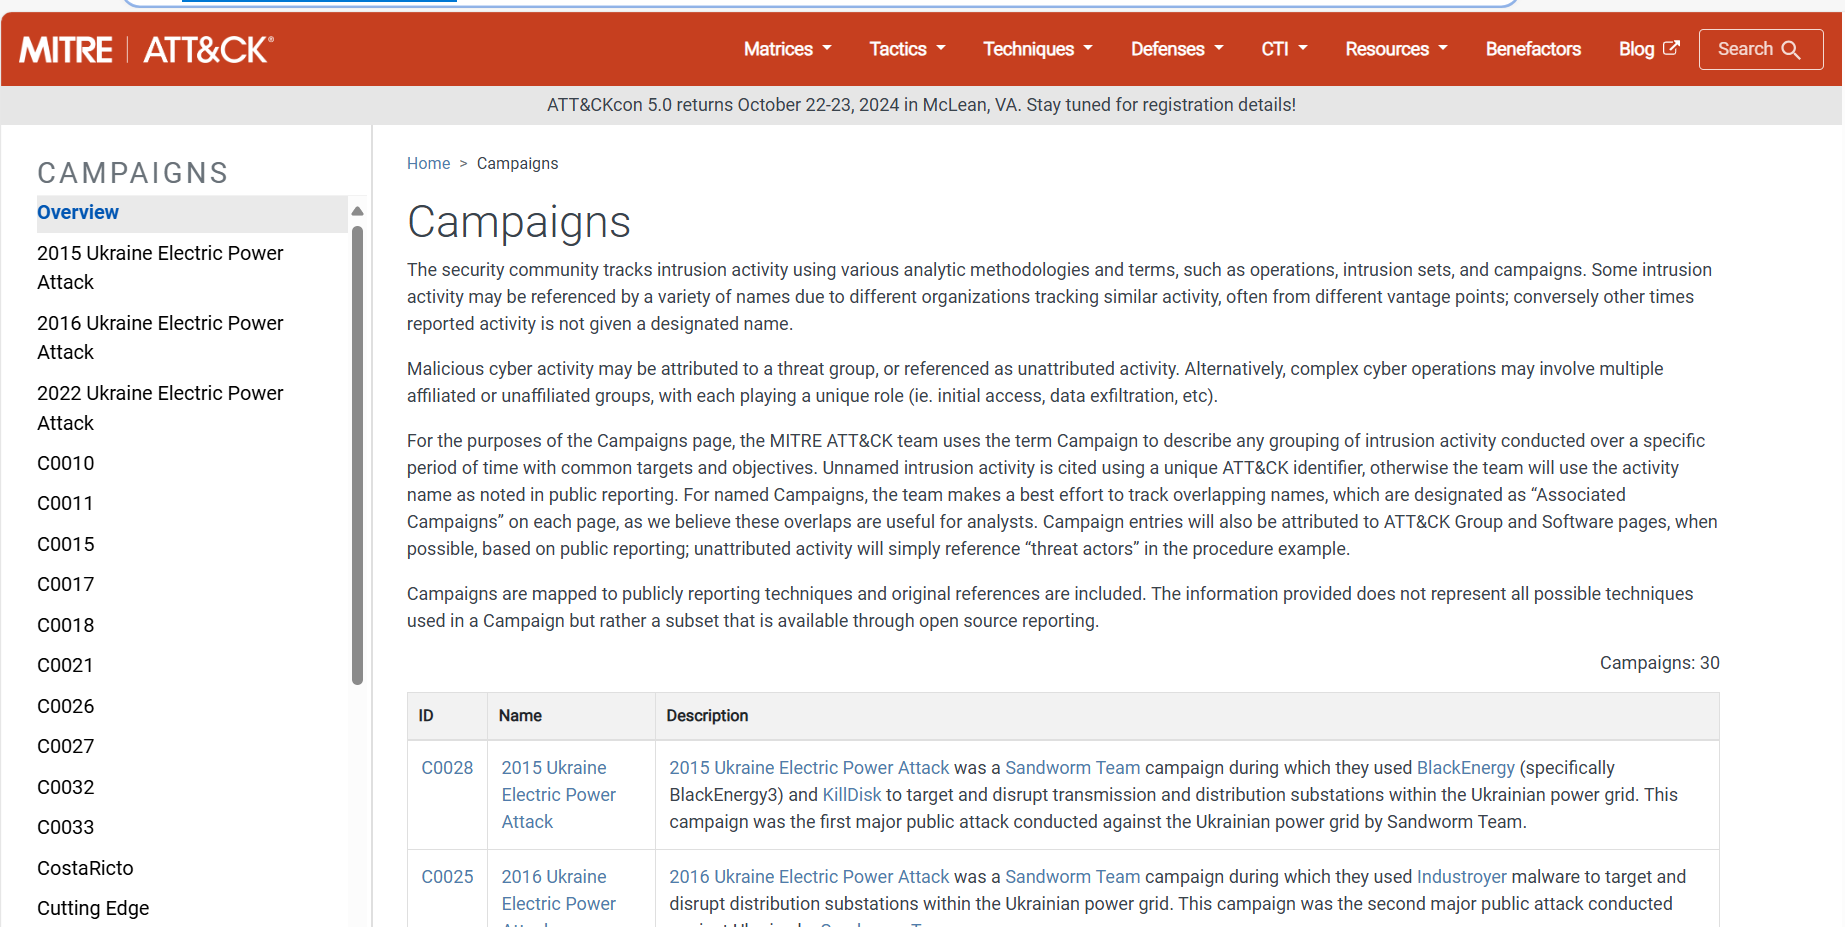 MITRE | ATT&CK®
Matrices
Tactics
Techniques
Defenses
CTI
Resources
Benefactors
Blog
Search
ATT&CKcon 5.0 returns October 22-23, 2024 in McLean, VA. Stay tuned for registration details!
CAMPAIGNS
Overview
2015 Ukraine Electric Power
Attack
2016 Ukraine Electric Power
Attack
2022 Ukraine Electric Power
Attack
C0010
C0011
C0015
C0017
C0018
C0021
C0026
C0027
C0032
C0033
CostaRicto
Cutting Edge
Home > Campaigns
Campaigns
The security community tracks intrusion activity using various analytic methodologies and terms, such as operations, intrusion sets, and campaigns. Some intrusion
activity may be referenced by a variety of names due to different organizations tracking similar activity, often from different vantage points; conversely other times
reported activity is not given a designated name.
Malicious cyber activity may be attributed to a threat group, or referenced as unattributed activity. Alternatively, complex cyber operations may involve multiple
affiliated or unaffiliated groups, with each playing a unique role (ie. initial access, data exfiltration, etc).
For the purposes of the Campaigns page, the MITRE ATT&CK team uses the term Campaign to describe any grouping of intrusion activity conducted over a specific
period of time with common targets and objectives. Unnamed intrusion activity is cited using a unique ATT&CK identifier, otherwise the team will use the activity
name as noted in public reporting. For named Campaigns, the team makes a best effort to track overlapping names, which are designated as “Associated
Campaigns” on each page, as we believe these overlaps are useful for analysts. Campaign entries will also be attributed to ATT&CK Group and Software pages, when
possible, based on public reporting; unattributed activity will simply reference “threat actors” in the procedure example.
Campaigns are mapped to publicly reporting techniques and original references are included. The information provided does not represent all possible techniques
used in a Campaign but rather a subset that is available through open source reporting.
Campaigns: 30
ID
Name
Description
C0028
2015 Ukraine
Electric Power
Attack
2015 Ukraine Electric Power Attack was a Sandworm Team campaign during which they used BlackEnergy (specifically
BlackEnergy3) and KillDisk to target and disrupt transmission and distribution substations within the Ukrainian power grid. This
campaign was the first major public attack conducted against the Ukrainian power grid by Sandworm Team.
C0025
2016 Ukraine
Electric Power
2016 Ukraine Electric Power Attack was a Sandworm Team campaign during which they used Industroyer malware to target and
disrupt distribution substations within the Ukrainian power grid. This campaign was the second major public attack conducted